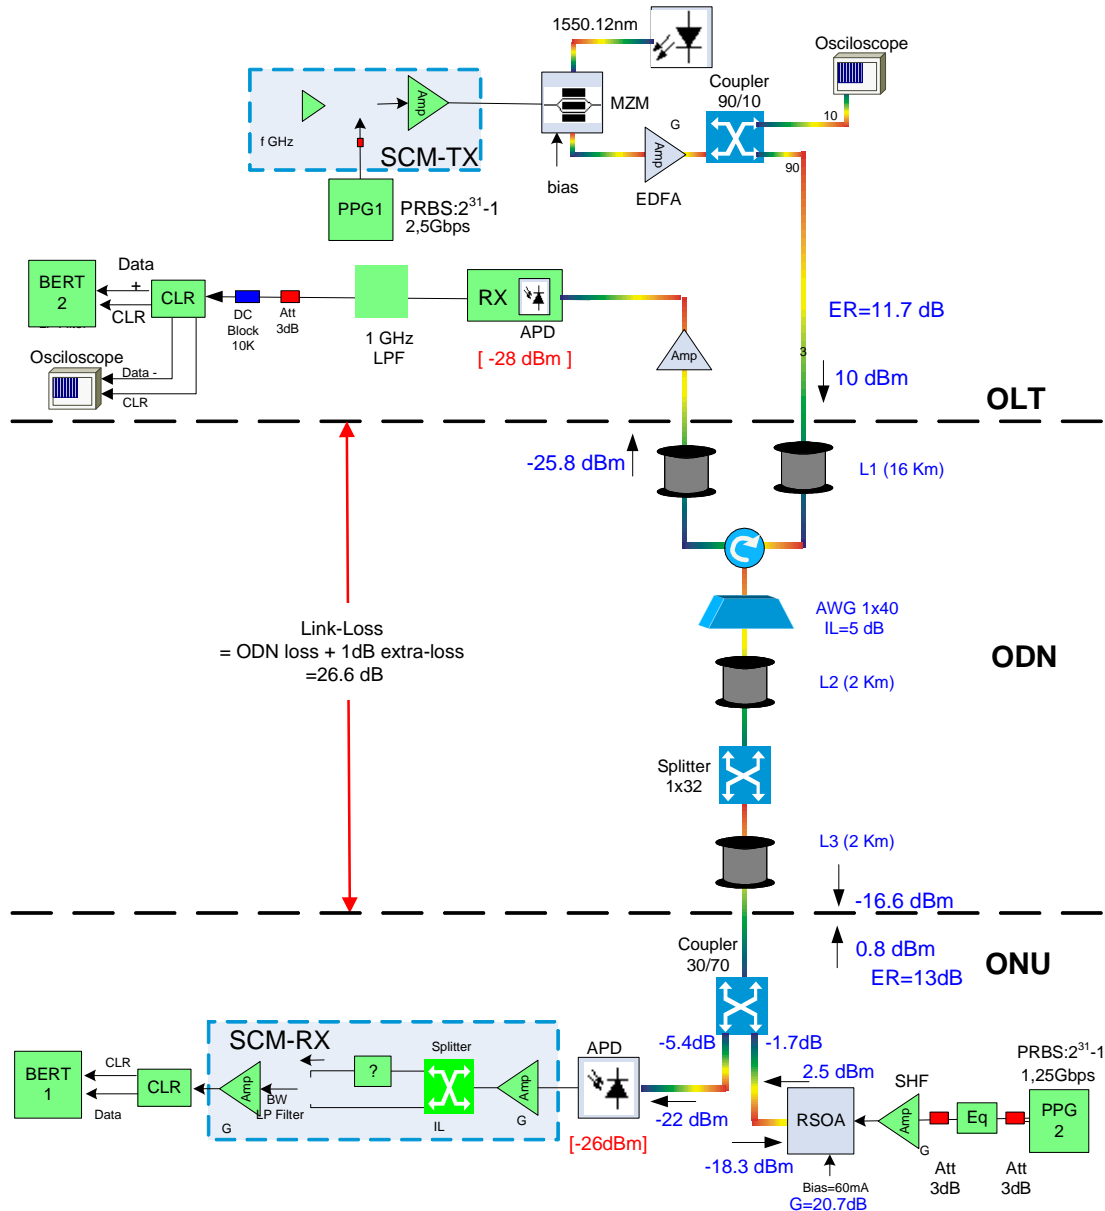 1550.12nm
Osciloscope
Coupler
90/10
Amp
MZM
10
f GHz
SCM-TX
G
Amp
90
bias
EDFA
PPG1
PRBS:2^31-1
2,5Gbps
BERT
2
Data
+
CLR
CLR
DC
Block
10K
Att
3dB
1 GHz
LPF
RX
APD
[ -28 dBm ]
Amp
ER=11.7 dB
3
10 dBm
Osciloscope
Data -
CLR
OLT
-25.8 dBm
L1 (16 Km)
AWG 1x40
IL=5 dB
Link-Loss
= ODN loss + 1dB extra-loss
=26.6 dB
ODN
L2 (2 Km)
Splitter
1x32
L3 (2 Km)
-16.6 dBm
0.8 dBm
ER=13dB
ONU
Coupler
30/70
-5.4dB
-1.7dB
SCM-RX
Splitter
APD
PRBS:2^31-1
1,25Gbps
BERT
1
CLR
Data
CLR
Amp
G
BW
LP Filter
?
IL
Amp
G
-22 dBm
[-26dBm]
2.5 dBm
-18.3 dBm
RSOA
SHF
Amp
G
Eq
PPG
2
Att
3dB
Att
3dB
Bias=60mA
G=20.7dB